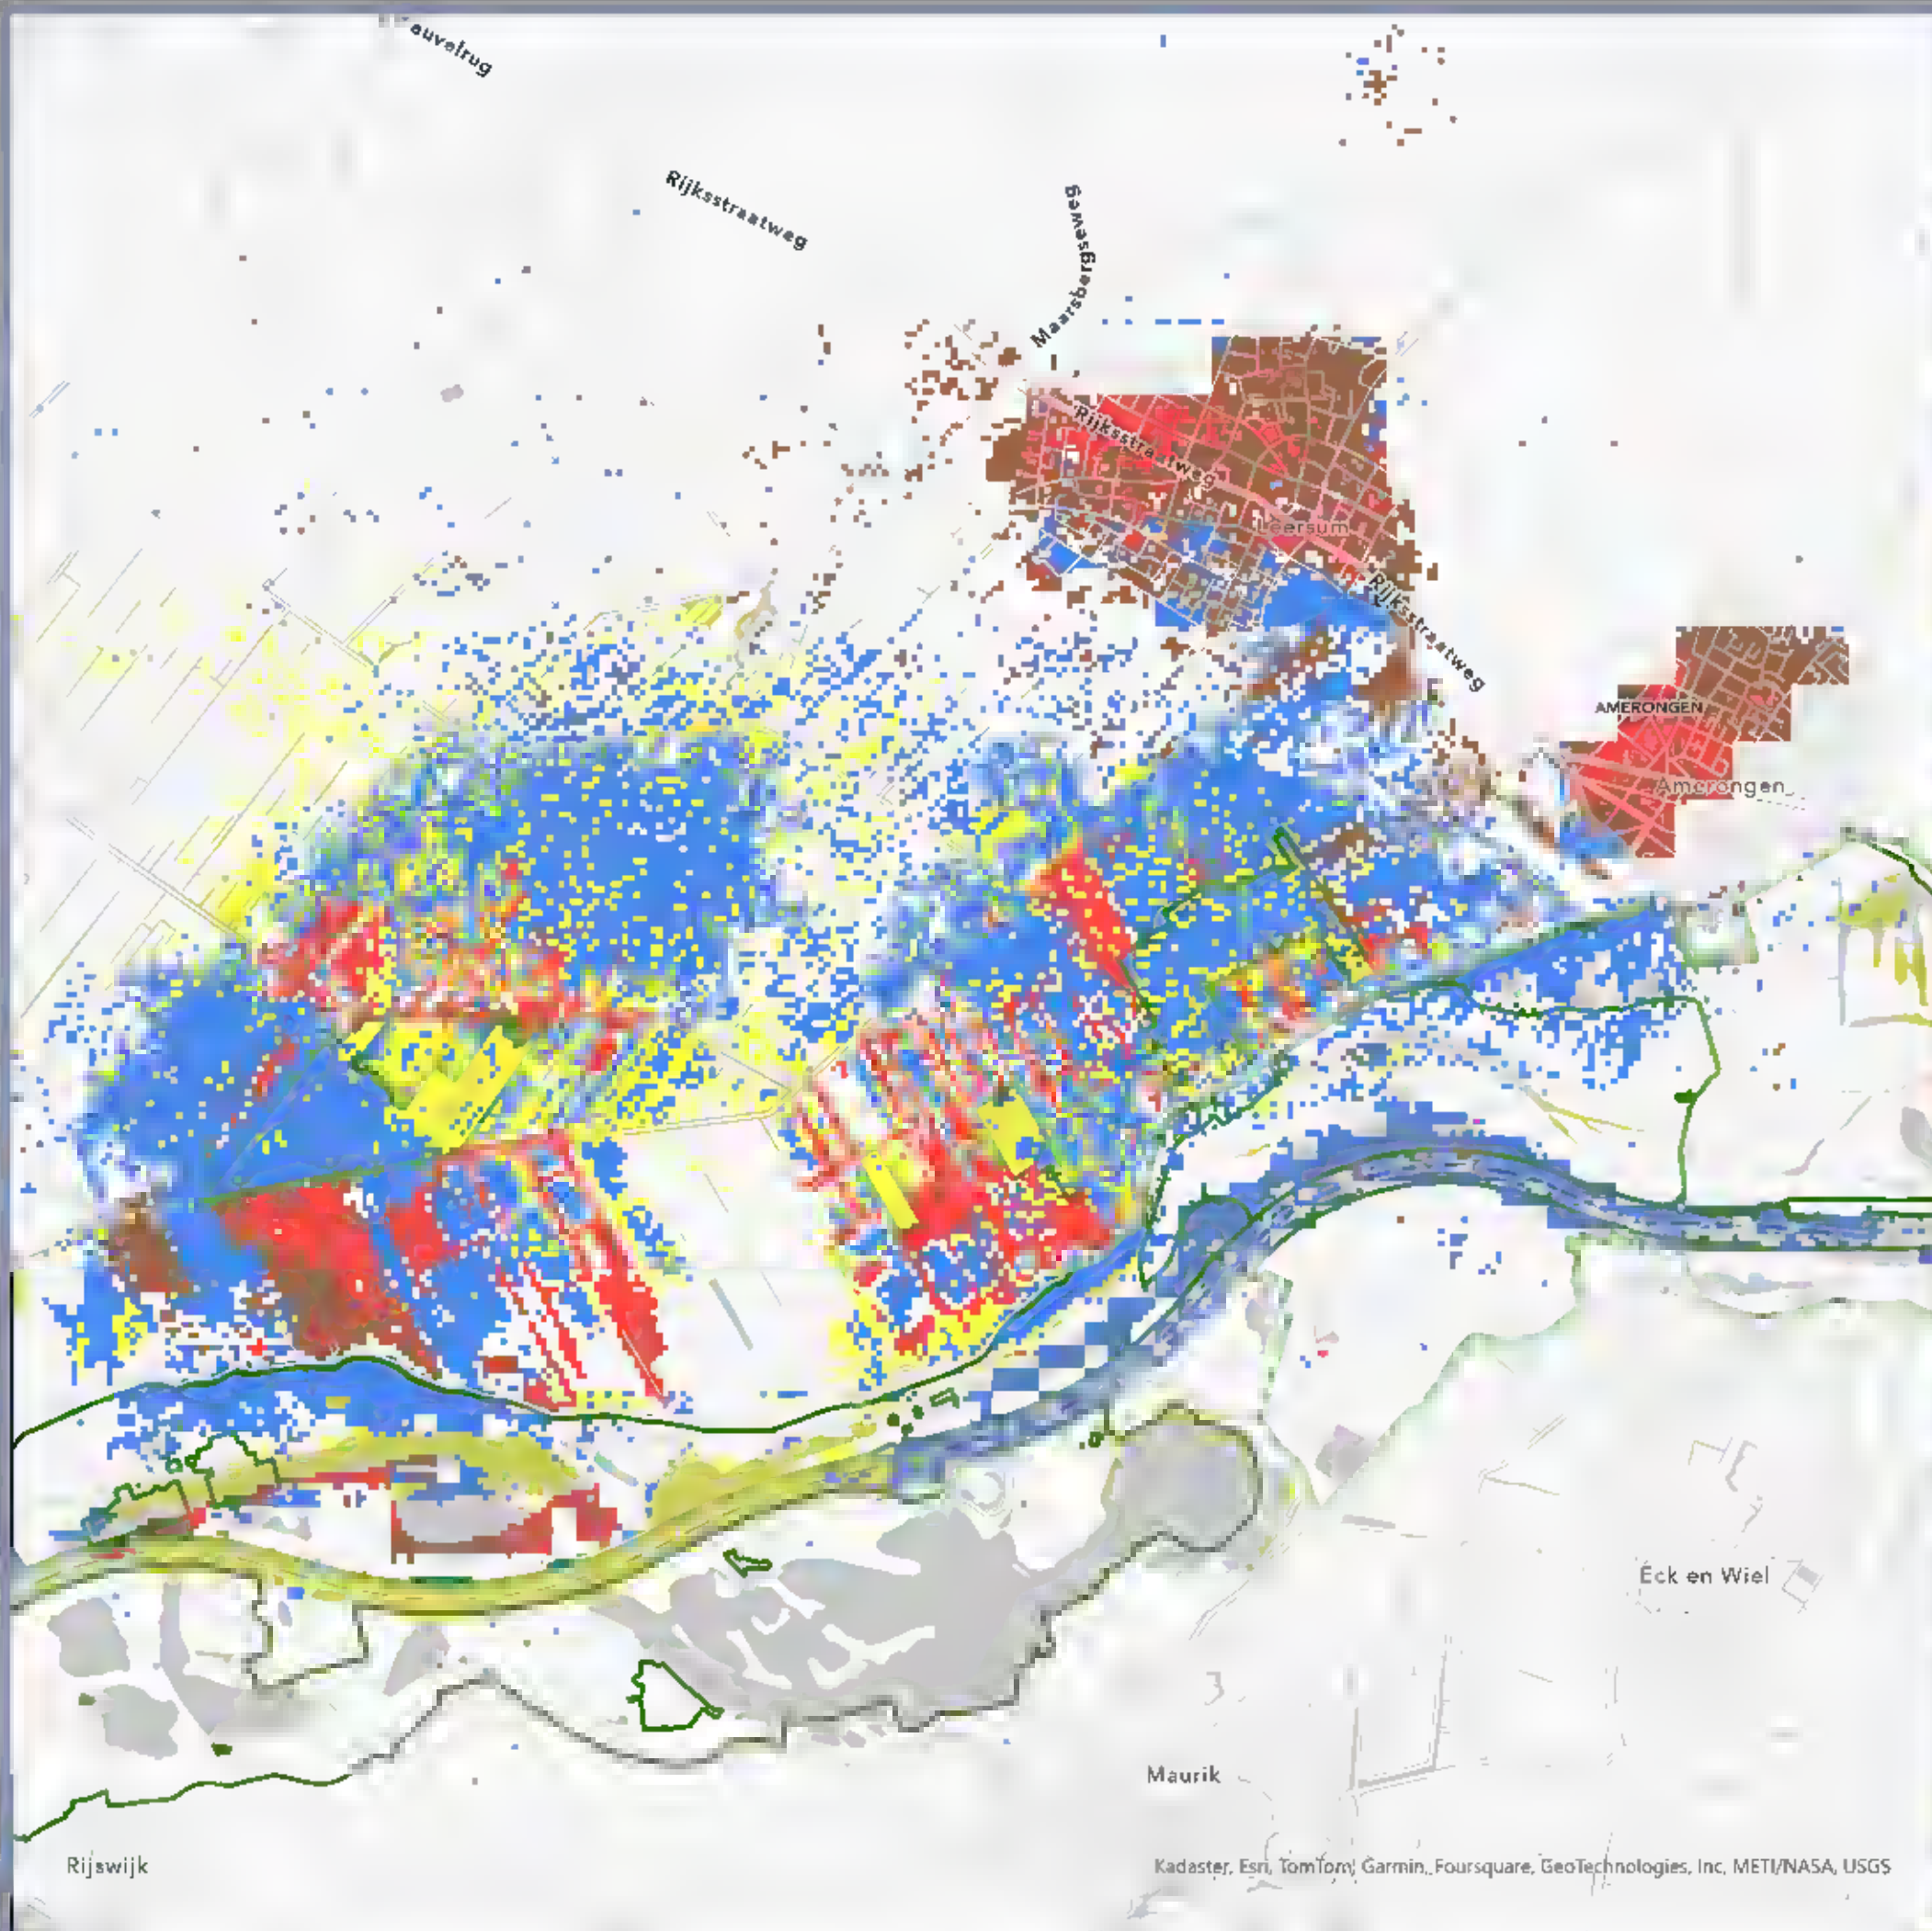 auvelrug
Rijksstraatweg
Maarsbergseweg
Rijksstraatweg
Leersum
Rijksstraatweg
AMERONGEN
Amerongen
Eck en Wiel
Maurik
Rijswijk
Kadaster, Esri, TomTom, Garmin, Foursquare, GeoTechnologies, Inc, METI/NASA, USGS